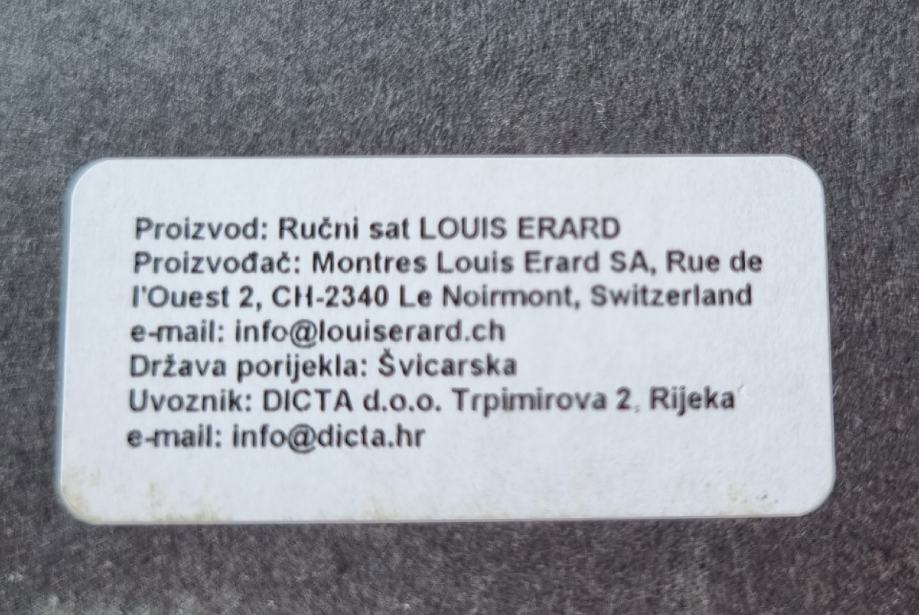 Proizvod: Ručni sat LOUIS ERARD
Proizvođač: Montres Louis Erard SA, Rue de
l'Ouest 2, CH-2340 Le Noirmont, Switzerland
e-mail: info@louiserard.ch
Država porijekla: Švicarska
Uvoznik: DICTA d.o.o. Trpimirova 2, Rijeka
e-mail: info@dicta.hr